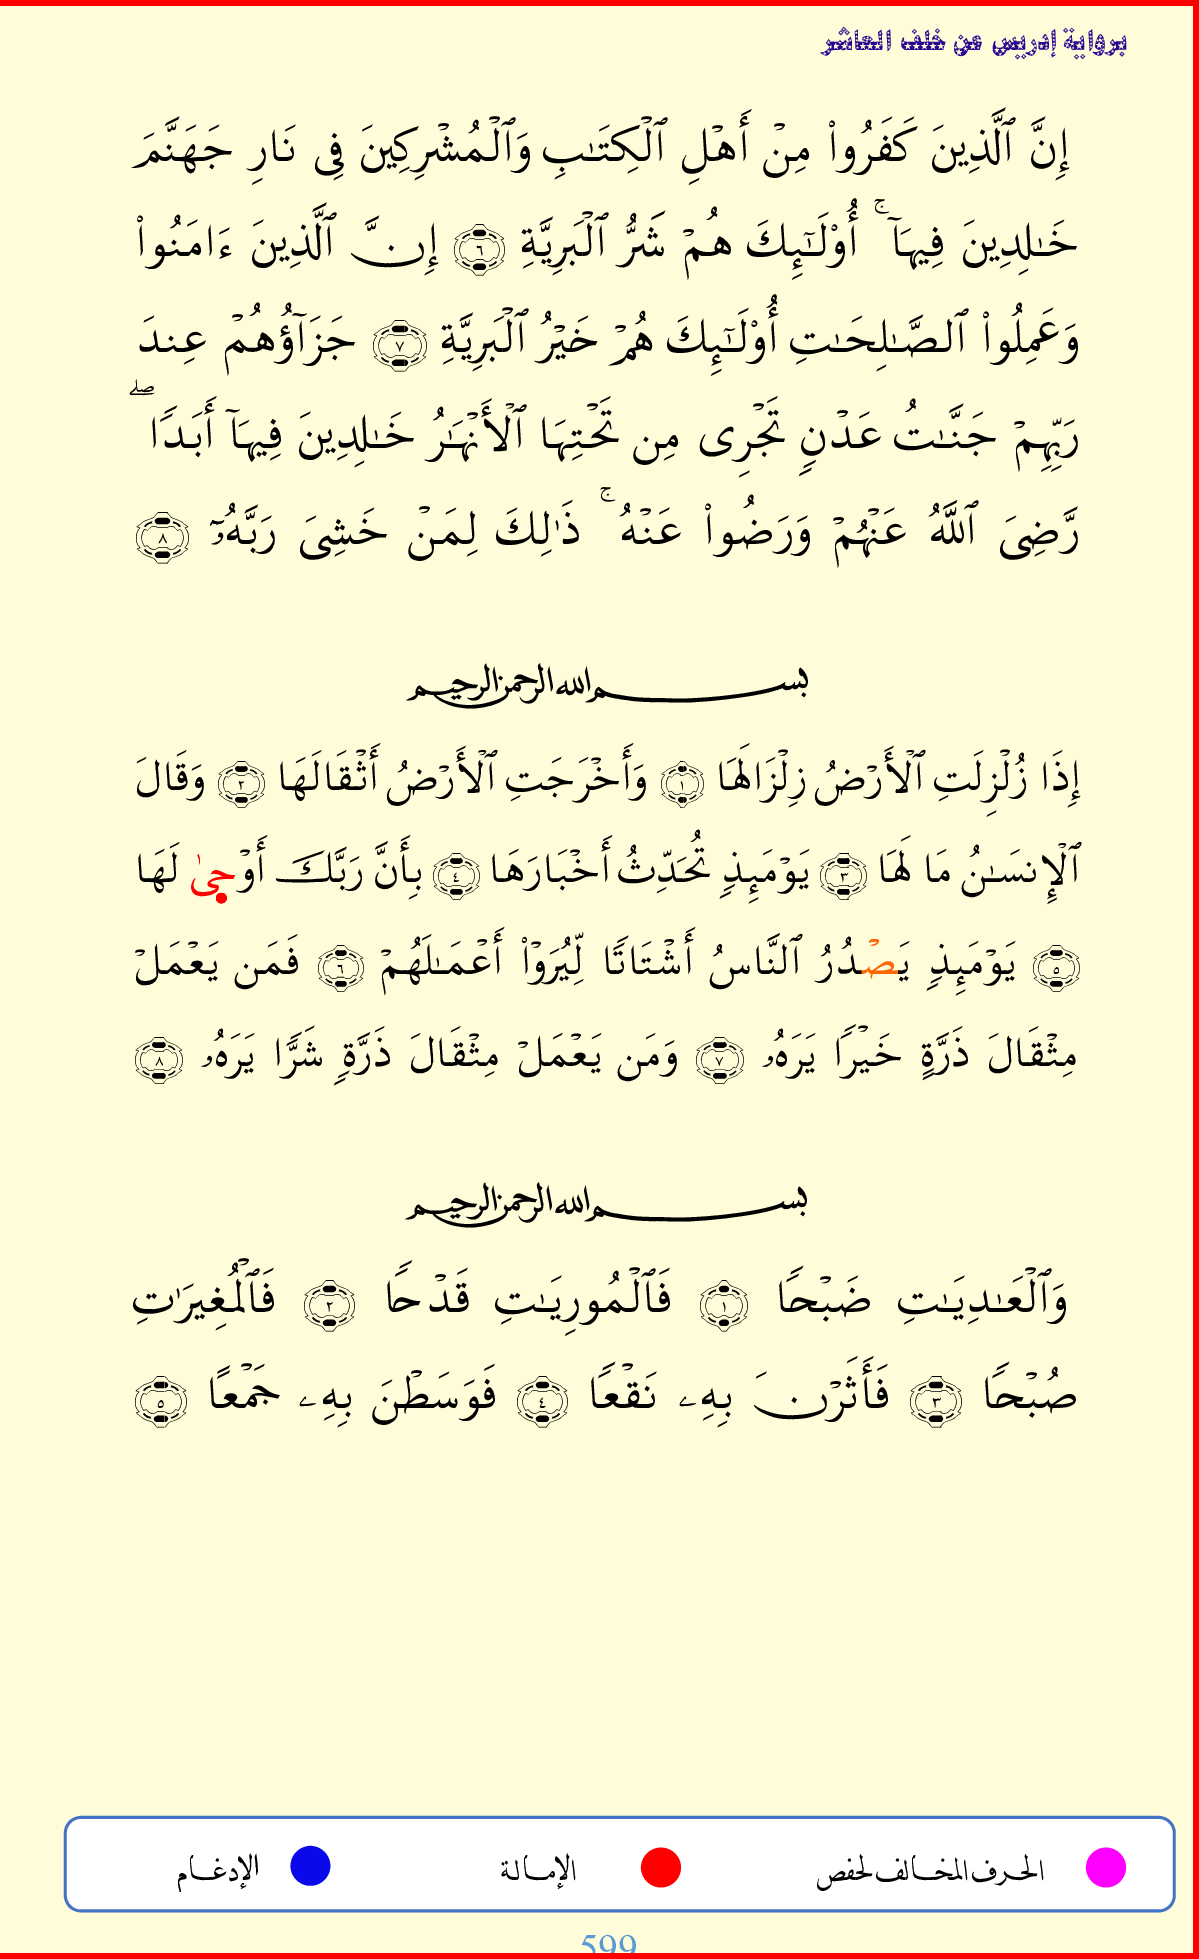 برواية إدريس عن خلف العاشر
إِنَّ ٱلَّذِينَ كَفَرُوا۟ مِنْ أَهْلِ ٱلْكِتَـٰبِ وَٱلْمُشْرِكِينَ فِى نَارِ جَهَنَّمَ
خَـٰلِدِينَ فِيهَآ ۚ أُو۟لَـٰٓئِكَ هُمْ شَرُّ ٱلْبَرِيَّةِ ٦ إِنَّ ٱلَّذِينَ ءَامَنُوا۟
وَعَمِلُوا۟ ٱلصَّـٰلِحَـٰتِ أُو۟لَـٰٓئِكَ هُمْ خَيْرُ ٱلْبَرِيَّةِ ٧ جَزَآؤُهُمْ عِندَ
رَبِّهِمْ جَنَّـٰتُ عَدْنٍ تَجْرِى مِن تَحْتِهَا ٱلْأَنْهَـٰرُ خَـٰلِدِينَ فِيهَآ أَبَدًا ۖ
رَّضِىَ ٱللَّهُ عَنْهُمْ وَرَضُوا۟ عَنْهُ ۚ ذَٰلِكَ لِمَنْ خَشِىَ رَبَّهُۥ ٨
بسم الله الرحمن الرحيم
إِذَا زُلْزِلَتِ ٱلْأَرْضُ زِلْزَالَهَا ١ وَأَخْرَجَتِ ٱلْأَرْضُ أَثْقَالَهَا ٢ وَقَالَ
ٱلْإِنسَـٰنُ مَا لَهَا ٣ يَوْمَئِذٍ تُحَدِّثُ أَخْبَارَهَا ٤ بِأَنَّ رَبَّكَ أَوْحىٰ لَهَا
٥ يَوْمَئِذٍ يَصْدُرُ ٱلنَّاسُ أَشْتَاتًا لِّيُرَوْا۟ أَعْمَـٰلَهُمْ ٦ فَمَن يَعْمَلْ
مِثْقَالَ ذَرَّةٍ خَيْرًا يَرَهُۥ ٧ وَمَن يَعْمَلْ مِثْقَالَ ذَرَّةٍ شَرًّا يَرَهُۥ ٨
بسم الله الرحمن الرحيم
وَٱلْعَـٰدِيَـٰتِ ضَبْحًا ١ فَٱلْمُورِيَـٰتِ قَدْحًا ٢ فَٱلْمُغِيرَٰتِ
صُبْحًا ٣ فَأَثَرْنَ بِهِۦ نَقْعًا ٤ فَوَسَطْنَ بِهِۦ جَمْعًا ٥
الحرف المخالف لحفص الإمالة الإدغام
599